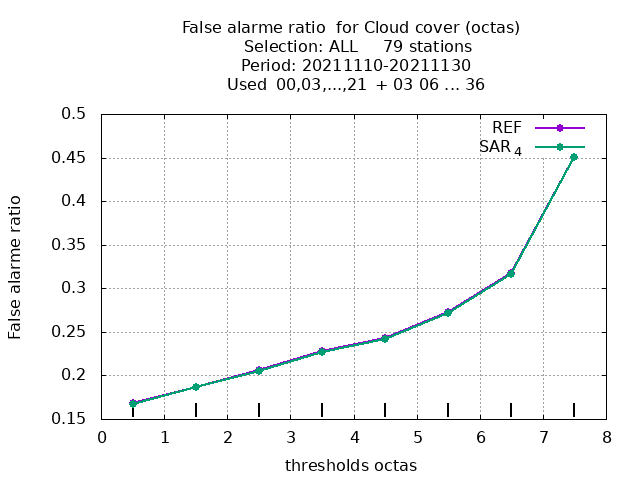 False alarme ratio  for Cloud cover (octas)
Selection: ALL     79 stations
Period: 20211110-20211130
Used  00,03,...,21  + 03 06 ... 36
REF
SAR 4
0.5
0.45
0.4
0.35
0.3
0.25
0.2
0.15
False alarme ratio
0 1 2 3 4 5 6 7 8
thresholds octas